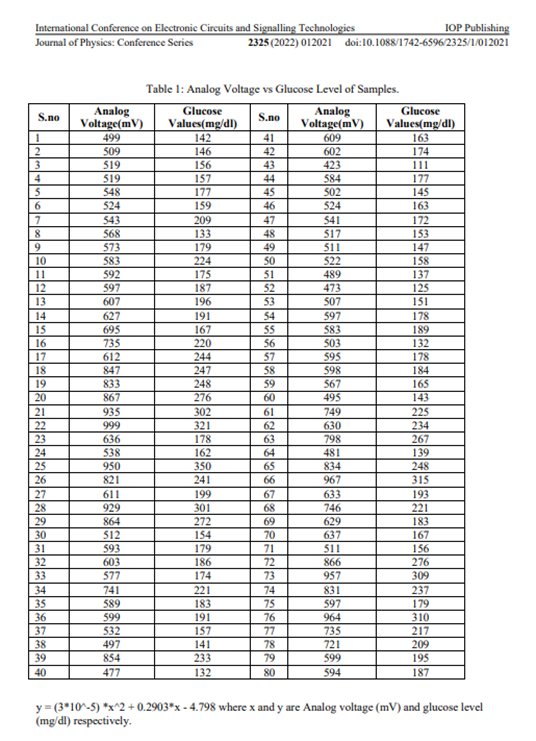 International Conference on Electronic Circuits and Signalling Technologies IOP Publishing
Journal of Physics: Conference Series 2325 (2022) 012021 doi:10.1088/1742-6596/2325/1/012021
Table 1: Analog Voltage vs Glucose Level of Samples.
S.no Analog Voltage(mV) Glucose Values(mg/dl) S.no Analog Voltage(mV) Glucose Values(mg/dl)
1 499 142 41 609 163
2 509 146 42 602 174
3 519 156 43 423 111
4 519 157 44 584 177
5 548 177 45 502 145
6 524 159 46 524 163
7 543 209 47 541 172
8 568 133 48 517 153
9 573 179 49 511 147
10 583 224 50 522 158
11 592 175 51 489 137
12 597 187 52 473 125
13 607 196 53 507 151
14 627 191 54 597 178
15 695 167 55 583 189
16 735 220 56 503 132
17 612 244 57 595 178
18 847 247 58 598 184
19 833 248 59 567 165
20 867 276 60 495 143
21 935 302 61 749 225
22 999 321 62 630 234
23 636 178 63 798 267
24 538 162 64 481 139
25 950 350 65 834 248
26 821 241 66 967 315
27 611 199 67 633 193
28 929 301 68 746 221
29 864 272 69 629 183
30 512 154 70 637 167
31 593 179 71 511 156
32 603 186 72 866 276
33 577 174 73 957 309
34 741 221 74 831 237
35 589 183 75 597 179
36 599 191 76 964 310
37 532 157 77 735 217
38 497 141 78 721 209
39 854 233 79 599 195
40 477 132 80 594 187
y = (3*10^-5) *x^2 + 0.2903*x - 4.798 where x and y are Analog voltage (mV) and glucose level
(mg/dl) respectively.